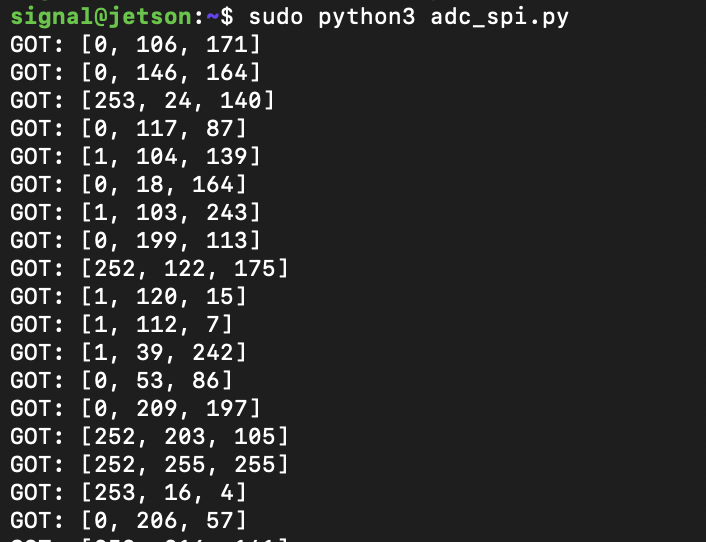 signal@jetson:~$ sudo python3 adc_spi.py
GOT: [0, 106, 171]
GOT: [0, 146, 164]
GOT: [253, 24, 140]
GOT: [0, 117, 87]
GOT: [1, 104, 139]
GOT: [0, 18, 164]
GOT: [1, 103, 243]
GOT: [0, 199, 113]
GOT: [252, 122, 175]
GOT: [1, 120, 15]
GOT: [1, 112, 7]
GOT: [1, 39, 242]
GOT: [0, 53, 86]
GOT: [0, 209, 197]
GOT: [252, 203, 105]
GOT: [252, 255, 255]
GOT: [253, 16, 4]
GOT: [0, 206, 57]